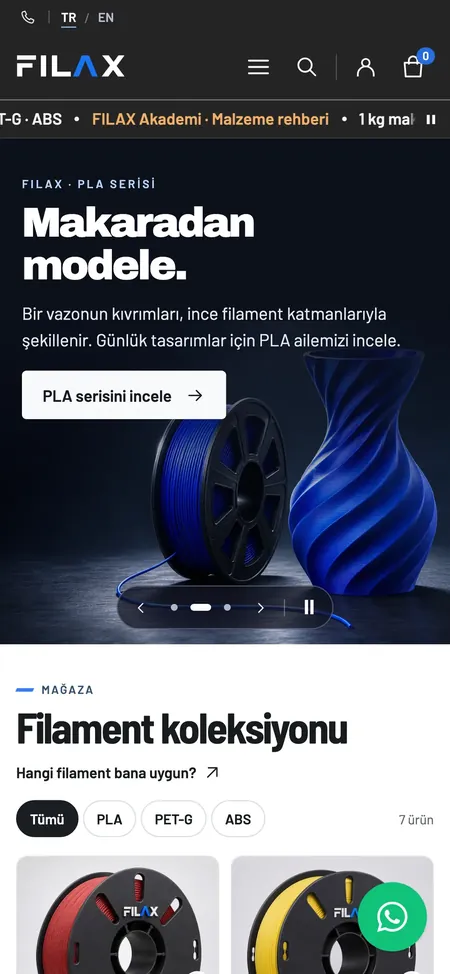 TR / EN
FILAX
0
T-G · ABS • FILAX Akademi · Malzeme rehberi • 1 kg mak
FILAX · PLA SERİSİ
Makaradan
modele.
Bir vazonun kıvrımları, ince filament katmanlarıyla
şekillenir. Günlük tasarımlar için PLA ailemizi incele.
PLA serisini incele →
MAĞAZA
Filament koleksiyonu
Hangi filament bana uygun? ↗
Tümü PLA PET-G ABS 7 ürün
FILAX FILA